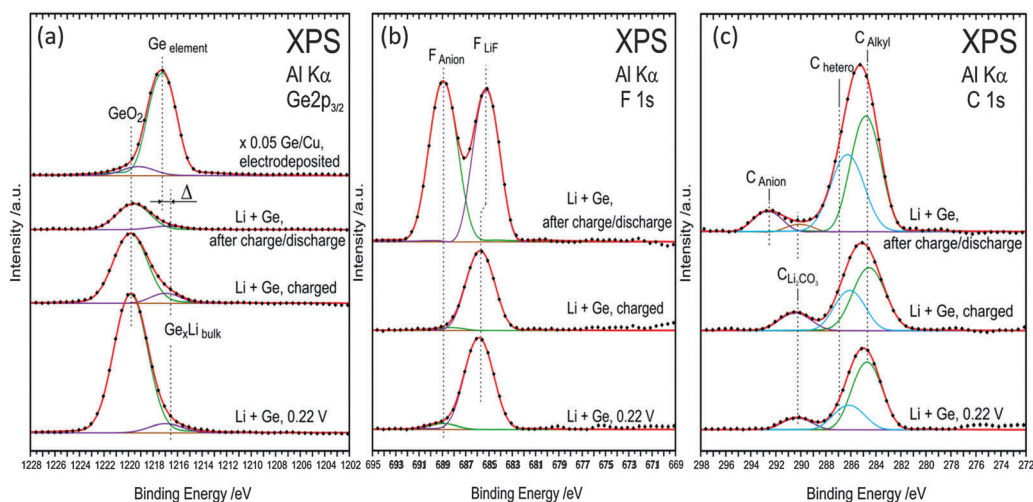 (a)
Ge element
XPS
Al Kα
Ge2p3/2
GeO2
x 0.05 Ge/Cu,
electrodeposited
Δ
Li + Ge,
after charge/discharge
Li + Ge, charged
GexLi bulk
Li + Ge, 0.22 V
Intensity /a.u.
1228 1226 1224 1222 1220 1218 1216 1214 1212 1210 1208 1206 1204 1202
Binding Energy /eV
(b)
F Anion
F LiF
XPS
Al Kα
F 1s
Li + Ge,
after charge/discharge
Li + Ge, charged
Li + Ge, 0.22 V
Intensity /a.u.
695 693 691 689 687 685 683 681 679 677 675 673 671 669
Binding Energy /eV
(c)
C Alkyl
C hetero
XPS
Al Kα
C 1s
C Anion
Li + Ge,
after charge/discharge
C Li2CO3
Li + Ge, charged
Li + Ge, 0.22 V
Intensity /a.u.
298 296 294 292 290 288 286 284 282 280 278 276 274 272
Binding Energy /eV